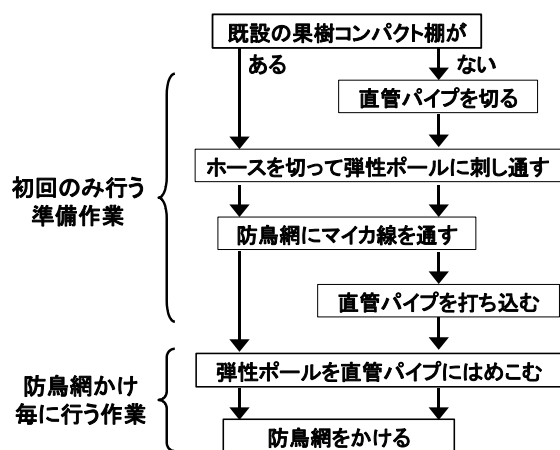 既設の果樹コンパクト棚が
ある
ない
直管パイプを切る
ホースを切って弾性ポールに刺し通す
初回のみ行う
準備作業
防鳥網にマイカ線を通す
直管パイプを打ち込む
弾性ポールを直管パイプにはめこむ
防鳥網かけ
毎に行う作業
防鳥網をかける